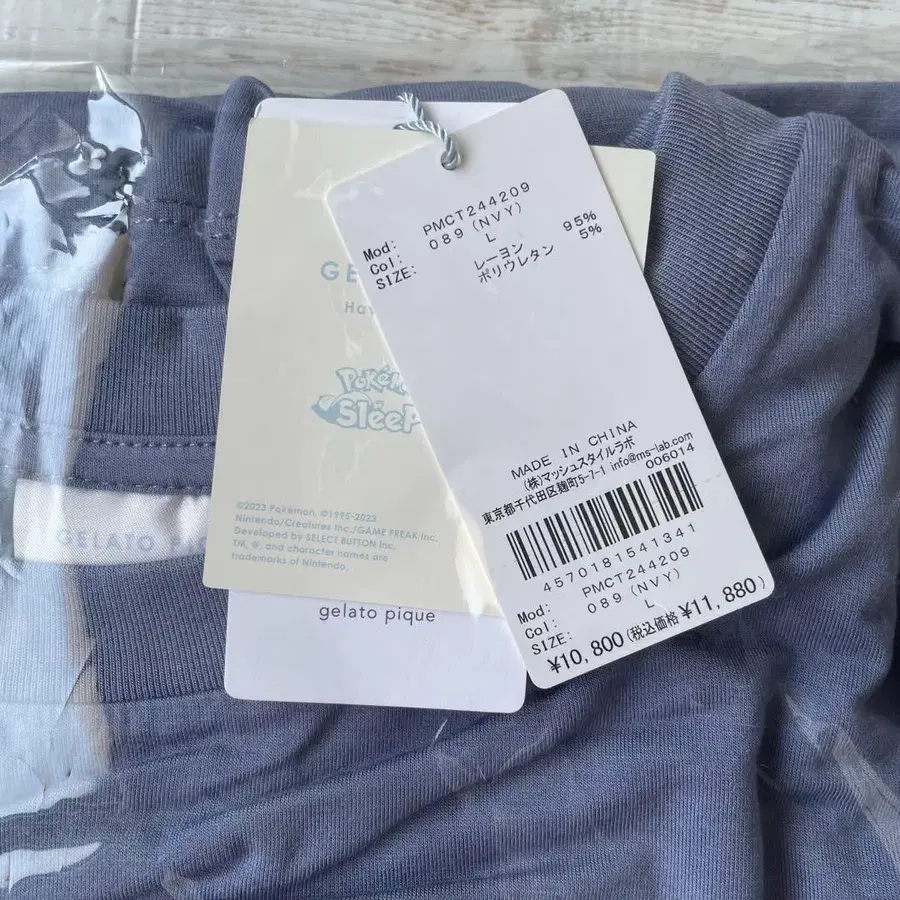 Mod: PMCT244209
Col: 089 (NVY)
SIZE: L
レーヨン 95%
ポリウレタン 5%
MADE IN CHINA
(株)マッシュスタイルラボ
東京都千代田区麹町5-7-1 info@ms-lab.com
006014
4570181541341
Mod: PMCT244209
Col: 089 (NVY)
SIZE: L
¥10,800 (税込価格 ¥11,880)
Pokémon
Sleep
©2023 Pokémon. ©1995-2023
Nintendo/Creatures Inc./GAME FREAK inc.
Developed by SELECT BUTTON inc.
TM, ®, and character names are
trademarks of Nintendo.
gelato pique
GELATO